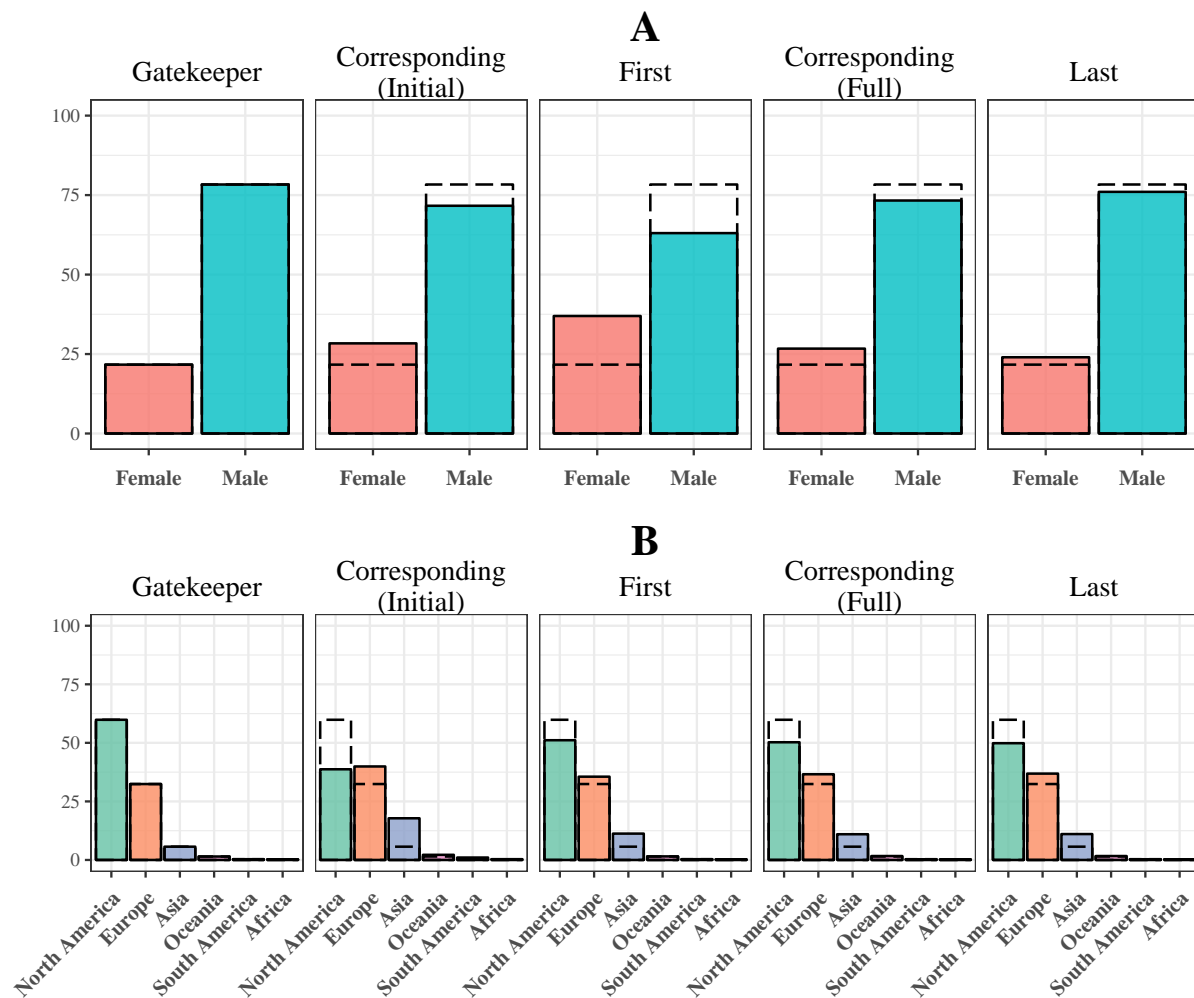 A
Gatekeeper
Corresponding
(Initial)
First
Corresponding
(Full)
Last
100
75
50
25
0
Female Male Female Male Female Male Female Male Female Male
B
Gatekeeper
Corresponding
(Initial)
First
Corresponding
(Full)
Last
100
75
50
25
0
North America Europe Asia Oceania South America Africa
North America Europe Asia Oceania South America Africa
North America Europe Asia Oceania South America Africa
North America Europe Asia Oceania South America Africa
North America Europe Asia Oceania South America Africa